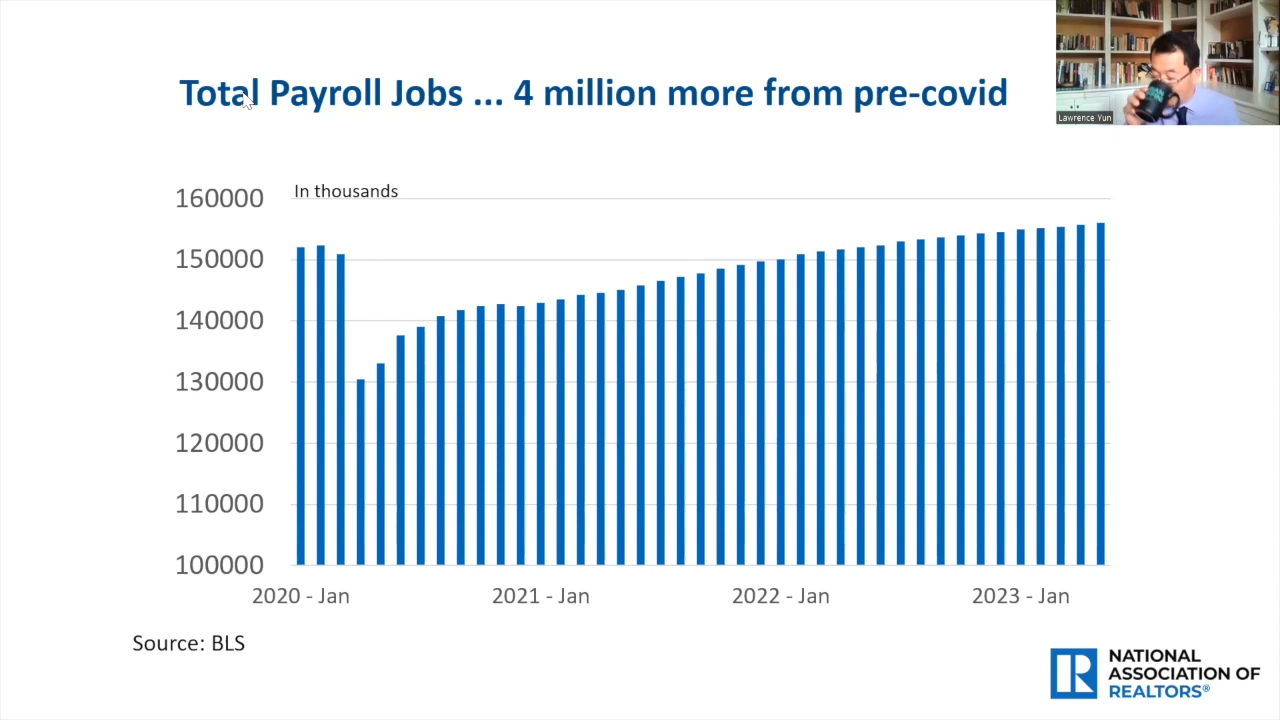 Total Payroll Jobs ... 4 million more from pre-covid
Lawrence Yun
In thousands
160000
150000
140000
130000
120000
110000
100000
2020 - Jan
2021 - Jan
2022 - Jan
2023 - Jan
Source: BLS
NATIONAL
ASSOCIATION OF
REALTORS®